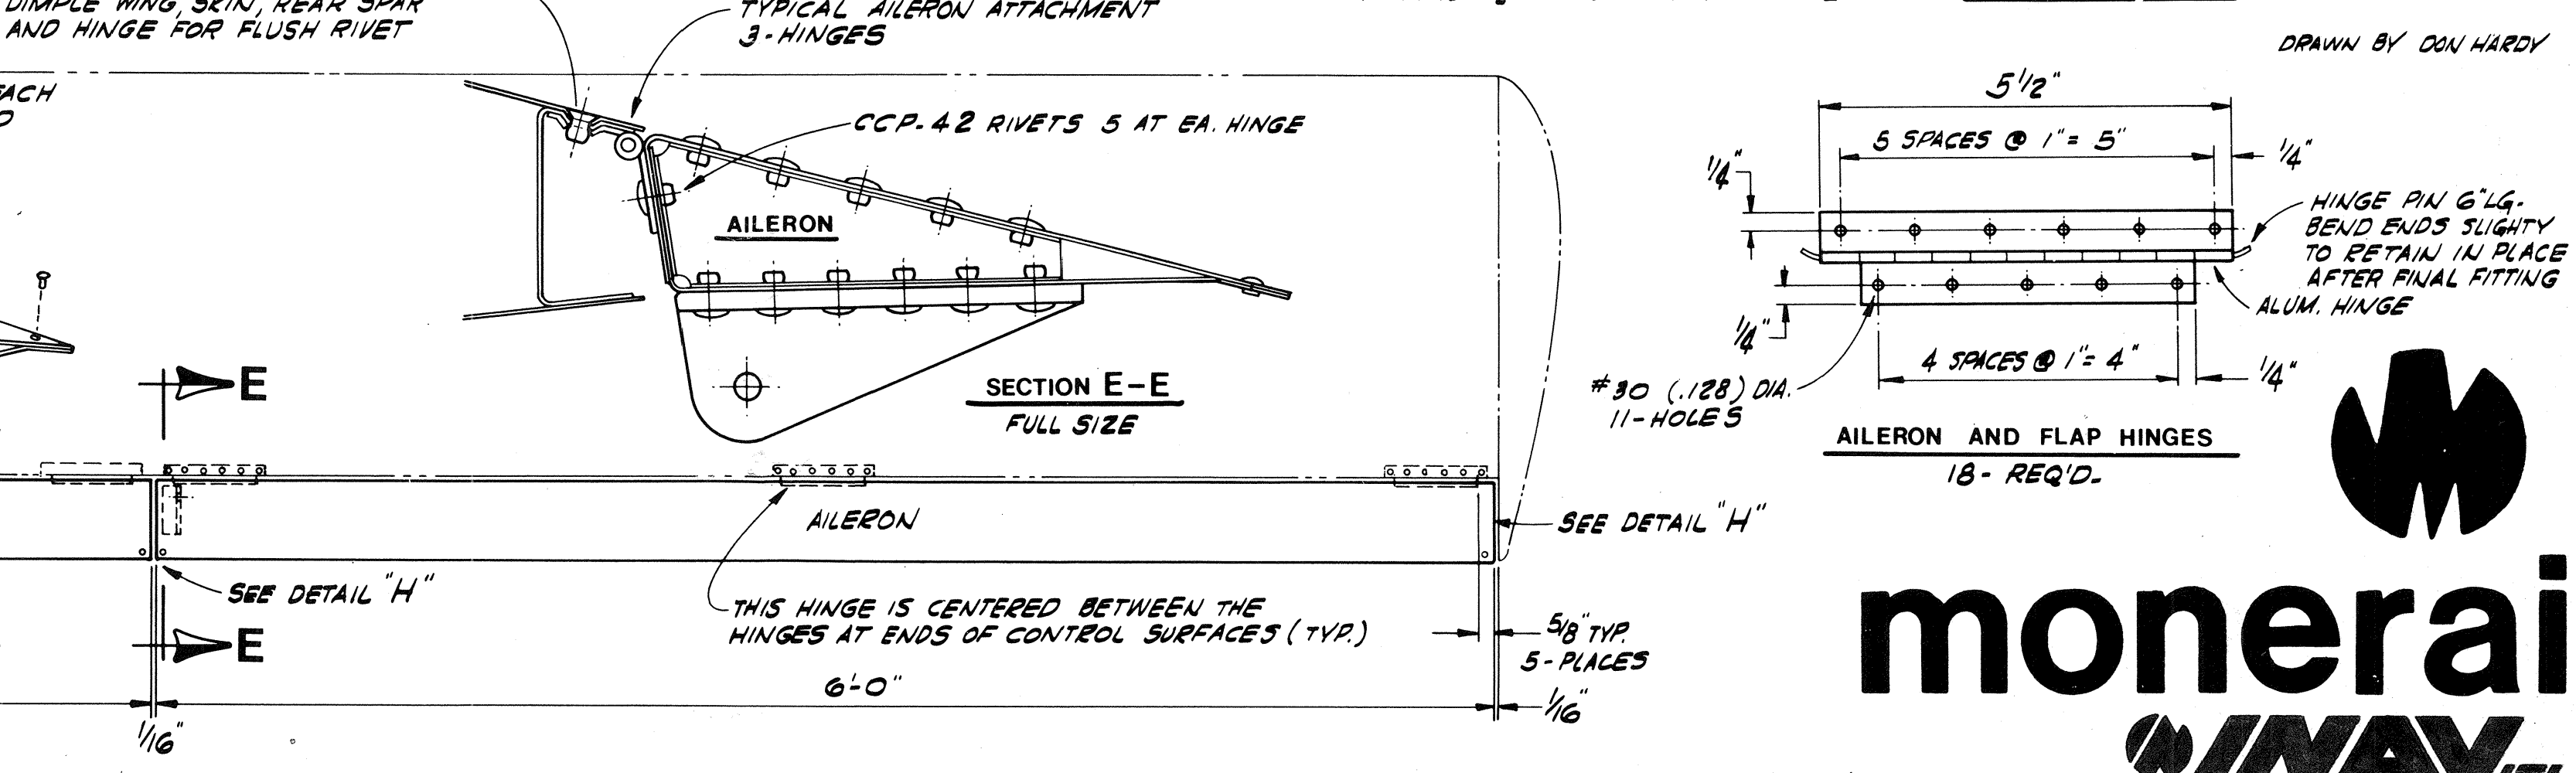 DIMPLE WING, SKIN, REAR SPAR
AND HINGE FOR FLUSH RIVET
TYPICAL AILERON ATTACHMENT
3-HINGES
DRAWN BY DON HARDY
CCP-42 RIVETS 5 AT EA. HINGE
AILERON
SECTION E-E
FULL SIZE
5 1/2"
5 SPACES @ 1" = 5"
1/4"
1/4"
HINGE PIN 6" LG.
BEND ENDS SLIGHTY
TO RETAIN IN PLACE
AFTER FINAL FITTING
ALUM. HINGE
1/4"
4 SPACES @ 1" = 4"
1/4"
#30 (.128) DIA.
11-HOLES
AILERON AND FLAP HINGES
18- REQ'D.
E
AILERON
SEE DETAIL "H"
SEE DETAIL "H"
E
THIS HINGE IS CENTERED BETWEEN THE
HINGES AT ENDS OF CONTROL SURFACES (TYP.)
5/8" TYP.
5-PLACES
6'-0"
1/16"
1/16"
monerai